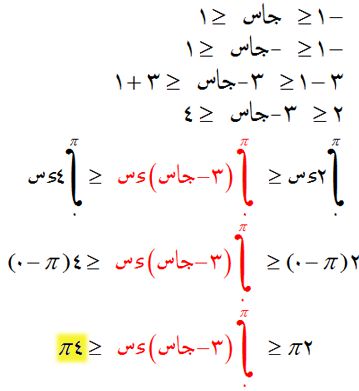 −١ ≤ جاس ≤ ١
−١ ≤ -جاس ≤ ١
٣−١ ≤ ٣-جاس ≤ ٣+١
٢ ≤ ٣-جاس ≤ ٤
∫٠^π ٢ءس ≤ ∫٠^π (٣−جاس)ءس ≤ ∫٠^π ٤ءس
٢(π−٠) ≤ ∫٠^π (٣−جاس)ءس ≤ ٤(π−٠)
٢π ≤ ∫٠^π (٣−جاس)ءس ≤ ٤π